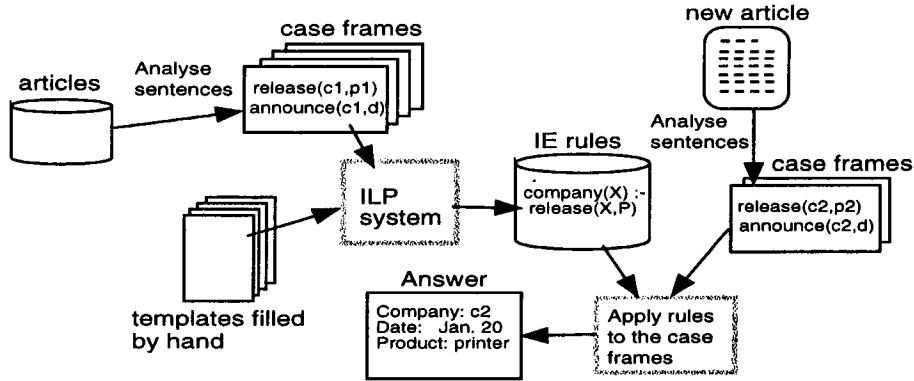 case frames
new article
articles
Analyse
sentences
release(c1,p1)
announce(c1,d)
Analyse
sentences
IE rules
case frames
ILP
system
company(X) :-
release(X,P)
release(c2,p2)
announce(c2,d)
templates filled
by hand
Answer
Company: c2
Date: Jan. 20
Product: printer
Apply rules
to the case
frames